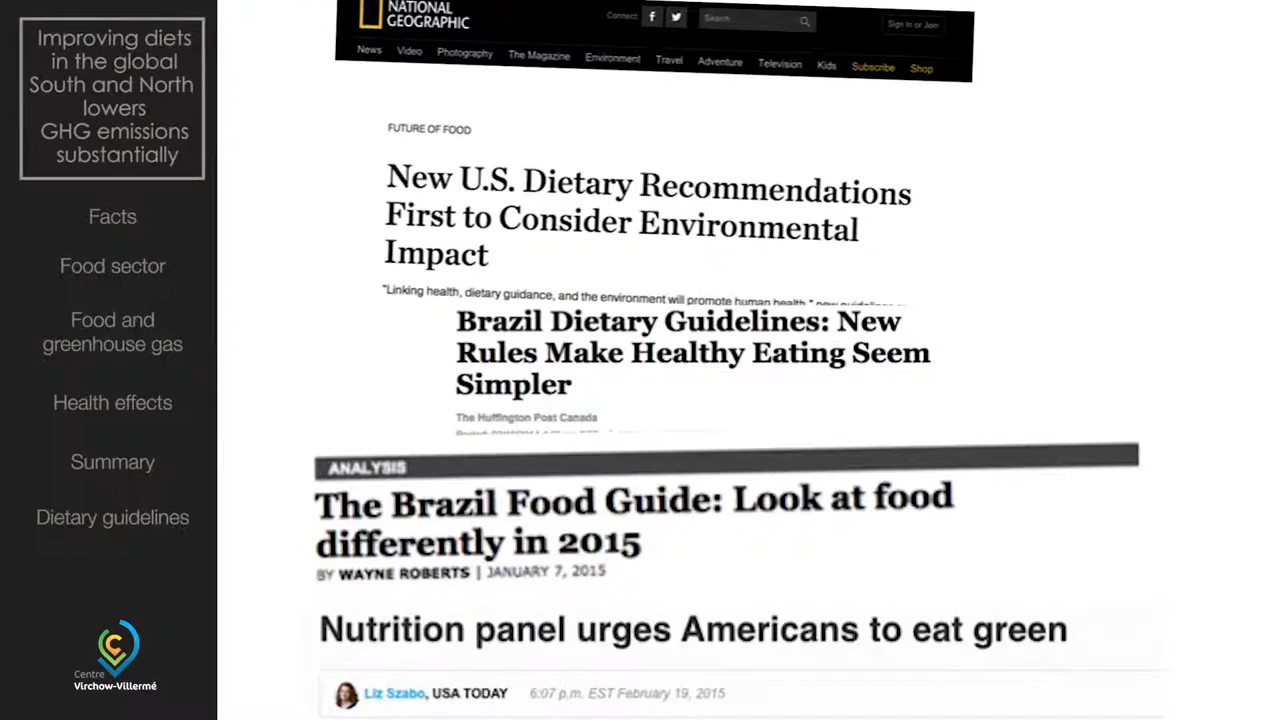 Improving diets
in the global
South and North
lowers
GHG emissions
substantially
Facts
Food sector
Food and
greenhouse gas
Health effects
Summary
Dietary guidelines
Centre
Virchow-Villermé
NATIONAL
GEOGRAPHIC
Connect:
Search
Sign In or Join
News Video Photography The Magazine Environment Travel Adventure Television Kids Subscribe Shop
FUTURE OF FOOD
New U.S. Dietary Recommendations
First to Consider Environmental
Impact
"Linking health, dietary guidance, and the environment will promote human health,"
Brazil Dietary Guidelines: New
Rules Make Healthy Eating Seem
Simpler
The Huffington Post Canada
ANALYSIS
The Brazil Food Guide: Look at food
differently in 2015
BY WAYNE ROBERTS | JANUARY 7, 2015
Nutrition panel urges Americans to eat green
Liz Szabo, USA TODAY 6:07 p.m. EST February 19, 2015